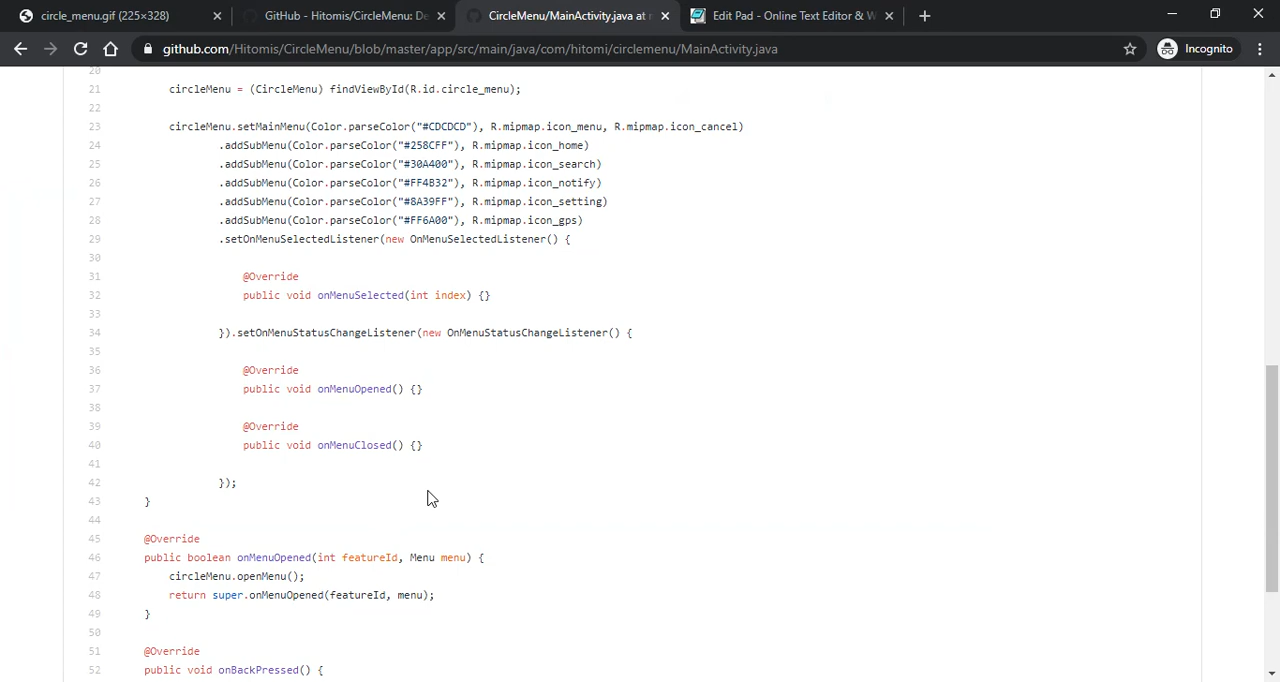 circle_menu.gif (225×328)
GitHub - Hitomis/CircleMenu: De
CircleMenu/MainActivity.java at
Edit Pad - Online Text Editor & W
github.com/Hitomis/CircleMenu/blob/master/app/src/main/java/com/hitomi/circlemenu/MainActivity.java
Incognito
20
21 circleMenu = (CircleMenu) findViewById(R.id.circle_menu);
22
23 circleMenu.setMainMenu(Color.parseColor("#CDCDCD"), R.mipmap.icon_menu, R.mipmap.icon_cancel)
24 .addSubMenu(Color.parseColor("#258CFF"), R.mipmap.icon_home)
25 .addSubMenu(Color.parseColor("#30A400"), R.mipmap.icon_search)
26 .addSubMenu(Color.parseColor("#FF4B32"), R.mipmap.icon_notify)
27 .addSubMenu(Color.parseColor("#8A39FF"), R.mipmap.icon_setting)
28 .addSubMenu(Color.parseColor("#FF6A00"), R.mipmap.icon_gps)
29 .setOnMenuSelectedListener(new OnMenuSelectedListener() {
30
31 @Override
32 public void onMenuSelected(int index) {}
33
34 }).setOnMenuStatusChangeListener(new OnMenuStatusChangeListener() {
35
36 @Override
37 public void onMenuOpened() {}
38
39 @Override
40 public void onMenuClosed() {}
41
42 });
43 }
44
45 @Override
46 public boolean onMenuOpened(int featureId, Menu menu) {
47 circleMenu.openMenu();
48 return super.onMenuOpened(featureId, menu);
49 }
50
51 @Override
52 public void onBackPressed() {